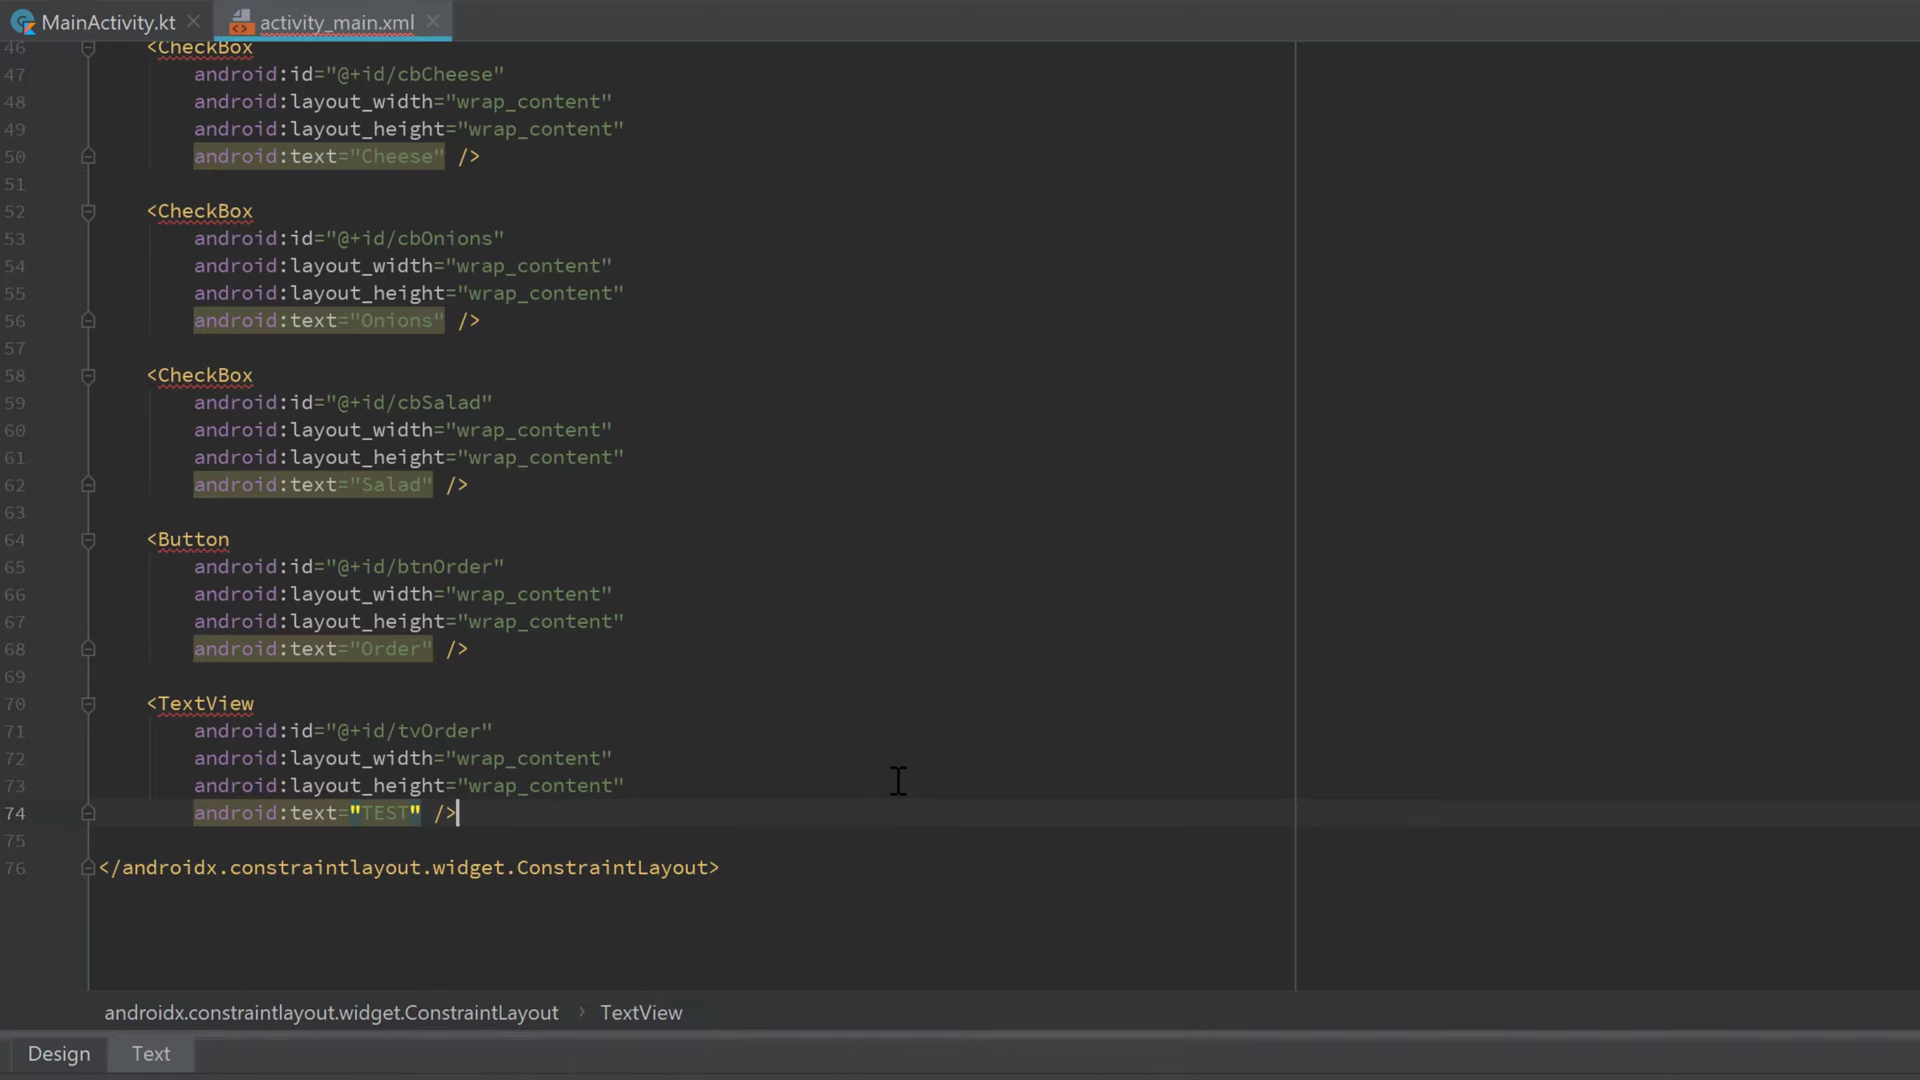 MainActivity.kt activity_main.xml
46 <CheckBox
47 android:id="@+id/cbCheese"
48 android:layout_width="wrap_content"
49 android:layout_height="wrap_content"
50 android:text="Cheese" />
51
52 <CheckBox
53 android:id="@+id/cbOnions"
54 android:layout_width="wrap_content"
55 android:layout_height="wrap_content"
56 android:text="Onions" />
57
58 <CheckBox
59 android:id="@+id/cbSalad"
60 android:layout_width="wrap_content"
61 android:layout_height="wrap_content"
62 android:text="Salad" />
63
64 <Button
65 android:id="@+id/btnOrder"
66 android:layout_width="wrap_content"
67 android:layout_height="wrap_content"
68 android:text="Order" />
69
70 <TextView
71 android:id="@+id/tvOrder"
72 android:layout_width="wrap_content"
73 android:layout_height="wrap_content"
74 android:text="TEST" />
75
76 </androidx.constraintlayout.widget.ConstraintLayout>
androidx.constraintlayout.widget.ConstraintLayout › TextView
Design Text